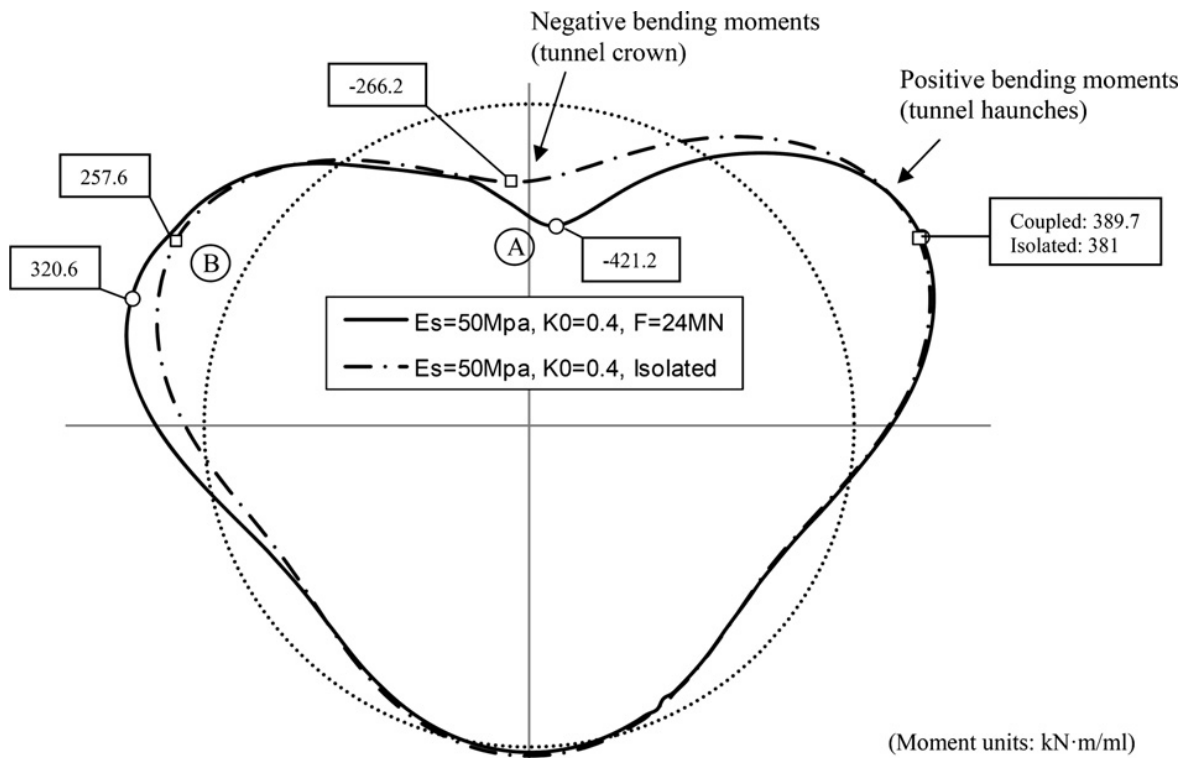 Negative bending moments
(tunnel crown)
-266.2
Positive bending moments
(tunnel haunches)
257.6
Coupled: 389.7
Isolated: 381
B
A
320.6
-421.2
Es=50Mpa, K0=0.4, F=24MN
Es=50Mpa, K0=0.4, Isolated
(Moment units: kN·m/ml)